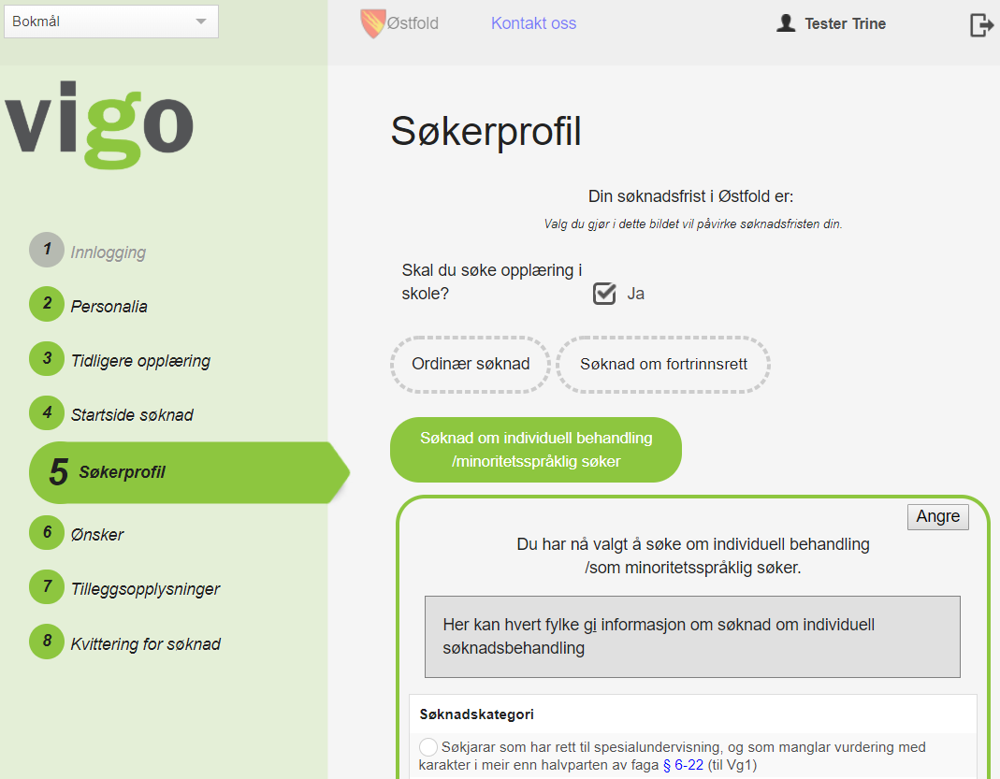 Bokmål
Østfold
Kontakt oss
Tester Trine
vigo
1 Innlogging
2 Personalia
3 Tidligere opplæring
4 Startside søknad
5 Søkerprofil
6 Ønsker
7 Tilleggsopplysninger
8 Kvittering for søknad
Søkerprofil
Din søknadsfrist i Østfold er:
Valg du gjør i dette bildet vil påvirke søknadsfristen din.
Skal du søke opplæring i
skole?
Ja
Ordinær søknad
Søknad om fortrinnsrett
Søknad om individuell behandling
/minoritetsspråklig søker
Angre
Du har nå valgt å søke om individuell behandling
/som minoritetsspråklig søker.
Her kan hvert fylke gi informasjon om søknad om individuell
søknadsbehandling
Søknadskategori
Søkjarar som har rett til spesialundervisning, og som manglar vurdering med
karakter i meir enn halvparten av faga § 6-22 (til Vg1)